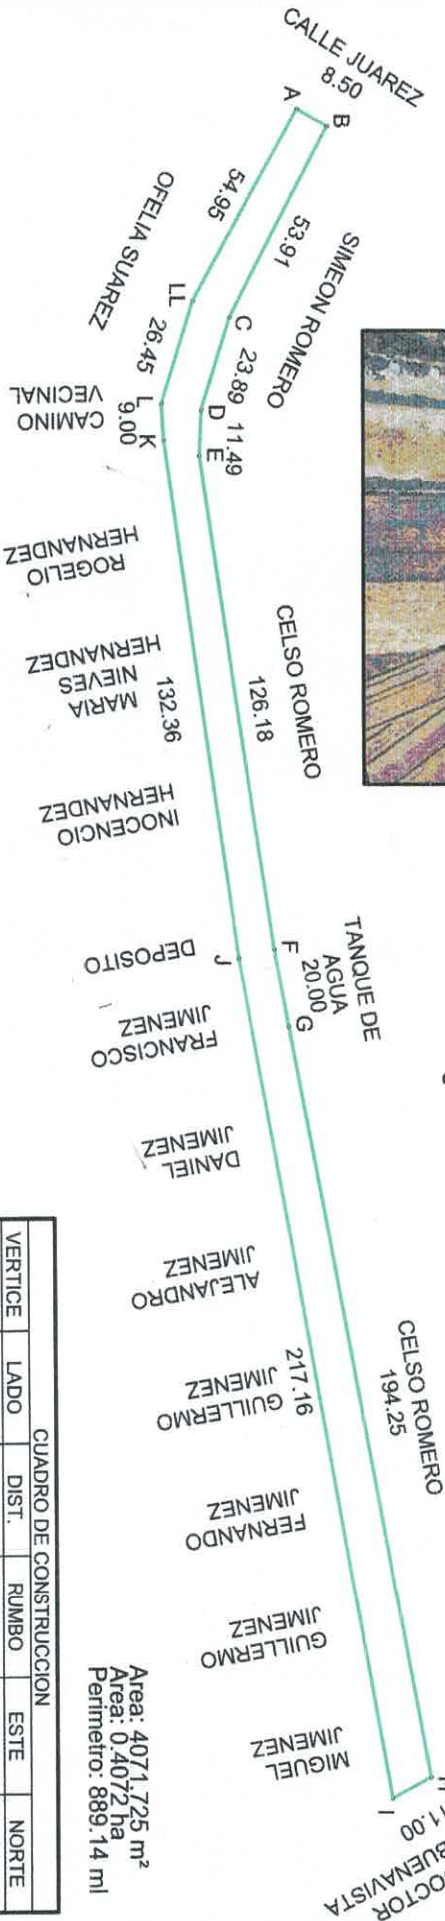 CALLE JUAREZ
8.50
A
B
54.95
53.91
OFELIA SUAREZ
SIMEON ROMERO
LL
C
26.45
23.89
L
D
CAMINO
VECINAL
9.00
11.49
K
E
ROGELIO
HERNANDEZ
MARIA
NIEVES
HERNANDEZ
132.36
126.18
CELSO ROMERO
INOCENCIO
HERNANDEZ
DEPOSITO
J
F
TANQUE DE
AGUA
20.00
G
FRANCISCO
JIMENEZ
DANIEL
JIMENEZ
ALEJANDRO
JIMENEZ
GUILLERMO
JIMENEZ
217.16
CELSO ROMERO
194.25
FERNANDO
JIMENEZ
GUILLERMO
JIMENEZ
MIGUEL
JIMENEZ
I
11.00
BUENAVISTA
Area: 4071.725 m²
Area: 0.4072 ha
Perimetro: 889.14 ml
CUADRO DE CONSTRUCCION
VERTICE LADO DIST. RUMBO ESTE NORTE